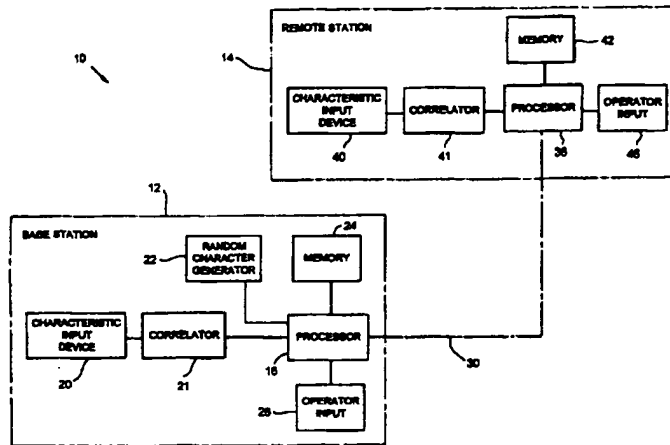 REMOTE STATION
10
14
MEMORY
42
CHARACTERISTIC
INPUT
DEVICE
CORRELATOR
PROCESSOR
OPERATOR
INPUT
40
41
36
46
12
BASE STATION
22
RANDOM
CHARACTER
GENERATOR
24
MEMORY
CHARACTERISTIC
INPUT
DEVICE
CORRELATOR
PROCESSOR
20
21
16
30
28
OPERATOR
INPUT